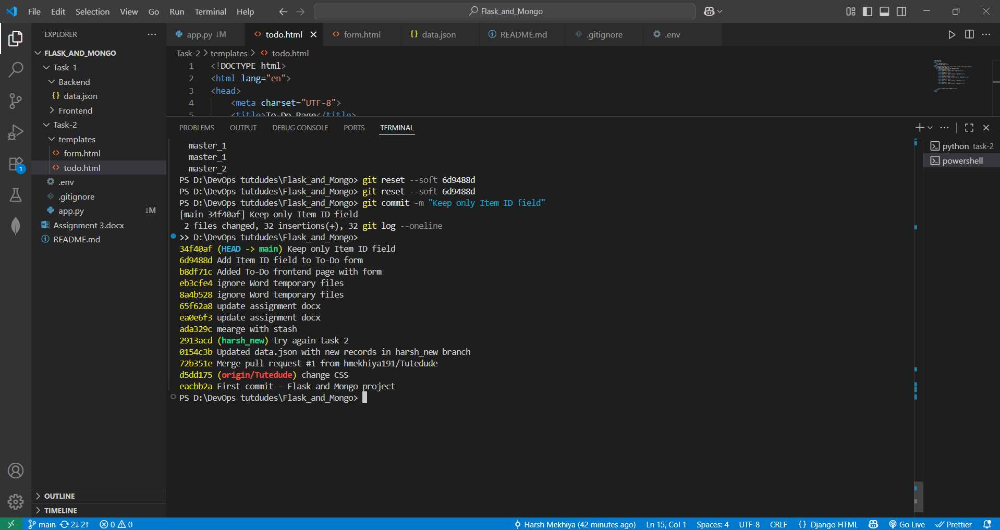 File Edit Selection View Go Run Terminal Help
Flask_and_Mongo
EXPLORER
FLASK_AND_MONGO
Task-1
Backend
{} data.json
Frontend
Task-2
templates
<> form.html
<> todo.html
.env
.gitignore
app.py ↓M
Assignment 3.docx
README.md
OUTLINE
TIMELINE
1
app.py ↓M
<> todo.html
<> form.html
{} data.json
README.md
.gitignore
.env
Task-2 > templates > <> todo.html
1 <!DOCTYPE html>
2 <html lang="en">
3 <head>
4 <meta charset="UTF-8">
5 <title>To-Do Page</title>
PROBLEMS OUTPUT DEBUG CONSOLE PORTS TERMINAL
master_1
master_1
master_2
PS D:\DevOps tutdudes\Flask_and_Mongo> git reset --soft 6d9488d
PS D:\DevOps tutdudes\Flask_and_Mongo> git reset --soft 6d9488d
PS D:\DevOps tutdudes\Flask_and_Mongo> git commit -m "Keep only Item ID field"
[main 34f40af] Keep only Item ID field
2 files changed, 32 insertions(+), 32 git log --oneline
>> D:\DevOps tutdudes\Flask_and_Mongo>
34f40af (HEAD -> main) Keep only Item ID field
6d9488d Add Item ID field to To-Do form
b8df71c Added To-Do frontend page with form
eb3cfe4 ignore Word temporary files
8a4b528 ignore Word temporary files
65f62a8 update assignment docx
ea0e6f3 update assignment docx
ada329c mearge with stash
2913acd (harsh_new) try again task 2
0154c3b Updated data.json with new records in harsh_new branch
72b351e Merge pull request #1 from hmekhiya191/Tutedude
d5dd175 (origin/Tutedude) change CSS
eacbb2a First commit - Flask and Mongo project
PS D:\DevOps tutdudes\Flask_and_Mongo>
python task-2
powershell
main 2↓ 2↑ 0 0 Harsh Mekhiya (42 minutes ago) Ln 15, Col 1 Spaces: 4 UTF-8 CRLF {} Django HTML Go Live Prettier